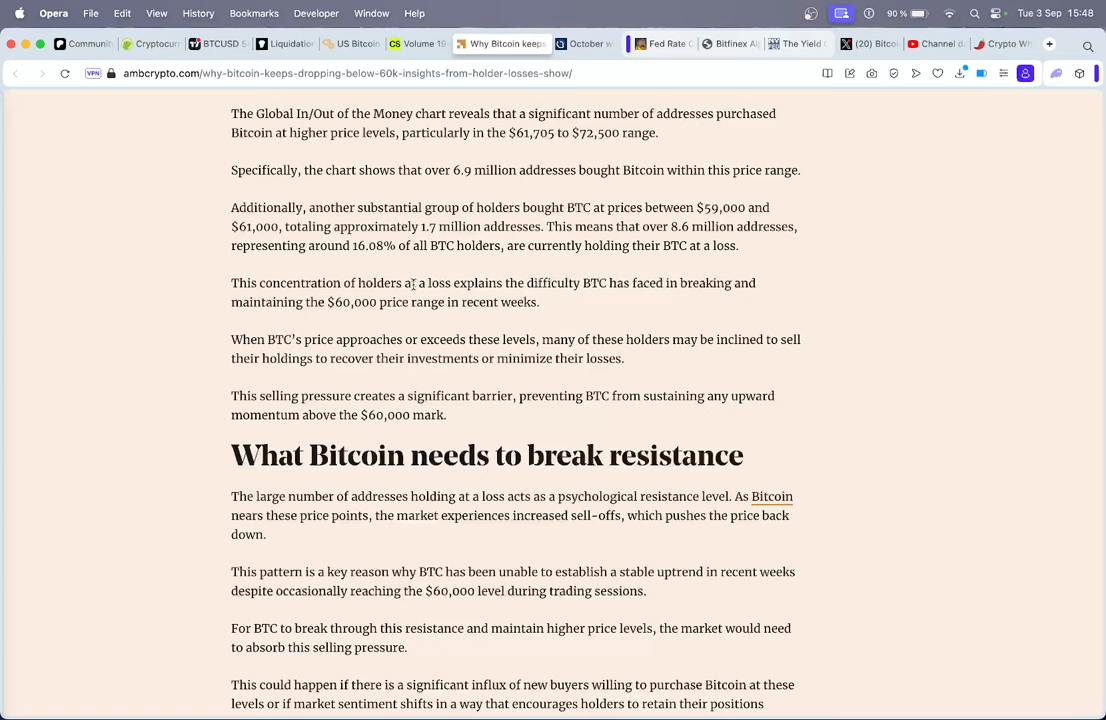 Opera File Edit View History Bookmarks Developer Window Help 90 % Tue 3 Sep 15:48
Communi Cryptocur BTCUSD 5 Liquidation US Bitcoin CS Volume 19 Why Bitcoin keeps October w Fed Rate C Bitfinex Al The Yield C (20) Bitco Channel da Crypto Wh
VPN ambcrypto.com/why-bitcoin-keeps-dropping-below-60k-insights-from-holder-losses-show/
The Global In/Out of the Money chart reveals that a significant number of addresses purchased
Bitcoin at higher price levels, particularly in the $61,705 to $72,500 range.
Specifically, the chart shows that over 6.9 million addresses bought Bitcoin within this price range.
Additionally, another substantial group of holders bought BTC at prices between $59,000 and
$61,000, totaling approximately 1.7 million addresses. This means that over 8.6 million addresses,
representing around 16.08% of all BTC holders, are currently holding their BTC at a loss.
This concentration of holders at a loss explains the difficulty BTC has faced in breaking and
maintaining the $60,000 price range in recent weeks.
When BTC's price approaches or exceeds these levels, many of these holders may be inclined to sell
their holdings to recover their investments or minimize their losses.
This selling pressure creates a significant barrier, preventing BTC from sustaining any upward
momentum above the $60,000 mark.
What Bitcoin needs to break resistance
The large number of addresses holding at a loss acts as a psychological resistance level. As Bitcoin
nears these price points, the market experiences increased sell-offs, which pushes the price back
down.
This pattern is a key reason why BTC has been unable to establish a stable uptrend in recent weeks
despite occasionally reaching the $60,000 level during trading sessions.
For BTC to break through this resistance and maintain higher price levels, the market would need
to absorb this selling pressure.
This could happen if there is a significant influx of new buyers willing to purchase Bitcoin at these
levels or if market sentiment shifts in a way that encourages holders to retain their positions